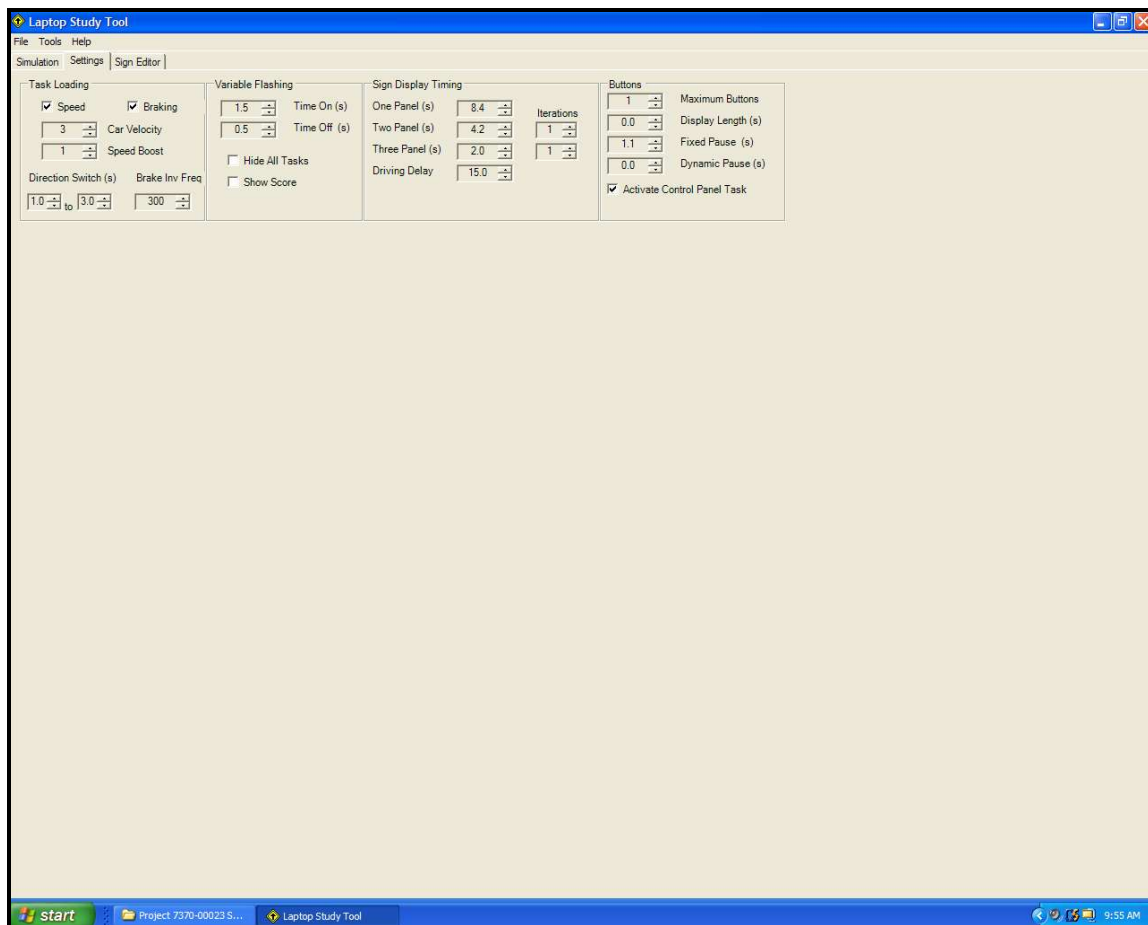 Laptop Study Tool
File Tools Help
Simulation Settings Sign Editor
Task Loading
Speed Braking
3 Car Velocity
1 Speed Boost
Direction Switch (s) Brake Inv Freq
1.0 to 3.0 300
Variable Flashing
1.5 Time On (s)
0.5 Time Off (s)
Hide All Tasks
Show Score
Sign Display Timing
One Panel (s) 8.4 Iterations
Two Panel (s) 4.2 1
Three Panel (s) 2.0 1
Driving Delay 15.0
Buttons
1 Maximum Buttons
0.0 Display Length (s)
1.1 Fixed Pause (s)
0.0 Dynamic Pause (s)
Activate Control Panel Task
start Project 7370-00023 S... Laptop Study Tool 9:55 AM